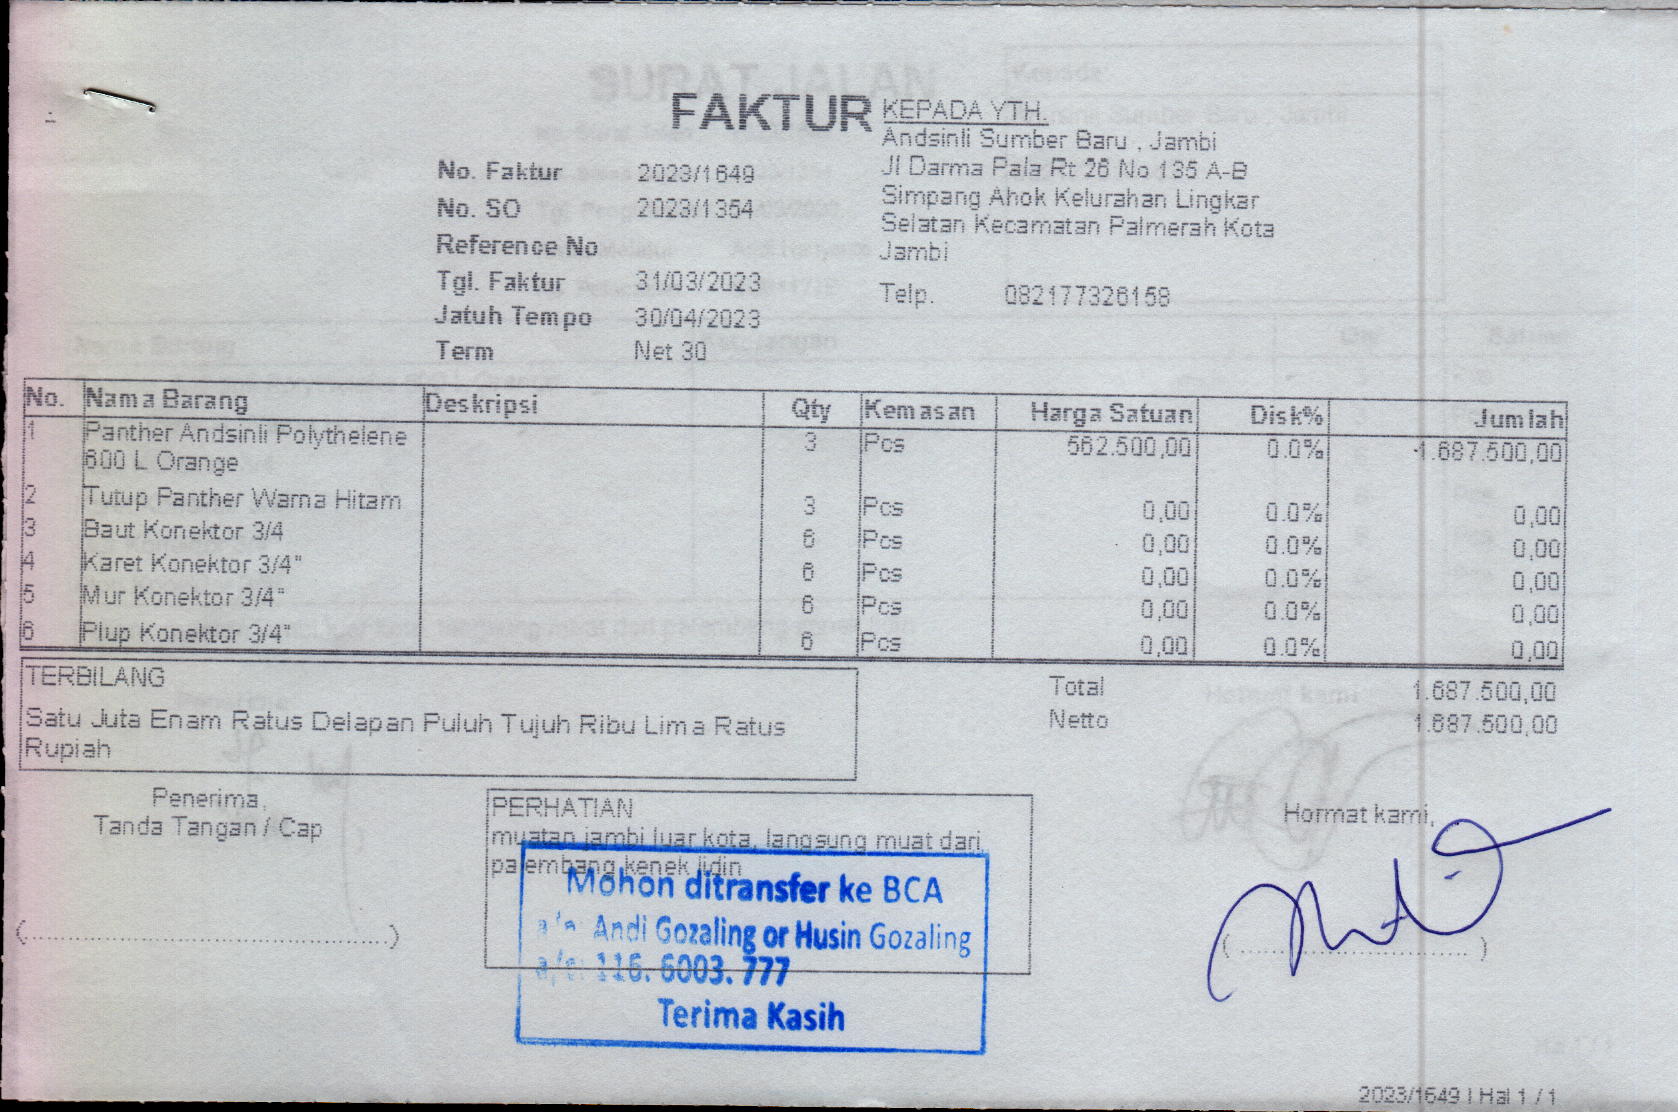 FAKTUR
KEPADA YTH.
Andsinli Sumber Baru , Jambi
Jl Darma Pala Rt 26 No 135 A-B
Simpang Ahok Kelurahan Lingkar
Selatan Kecamatan Palmerah Kota
Jambi
Telp. 082177326158
No. Faktur 2023/1649
No. SO 2023/1354
Reference No
Tgl. Faktur 31/03/2023
Jatuh Tempo 30/04/2023
Term Net 30
No. Nama Barang Deskripsi Qty Kemasan Harga Satuan Disk% Jumlah
1 Panther Andsinli Polythelene 3 Pcs 562.500,00 0.0% 1.687.500,00
600 L Orange
2 Tutup Panther Warna Hitam 3 Pcs 0,00 0.0% 0,00
3 Baut Konektor 3/4 6 Pcs 0,00 0.0% 0,00
4 Karet Konektor 3/4" 6 Pcs 0,00 0.0% 0,00
5 Mur Konektor 3/4" 6 Pcs 0,00 0.0% 0,00
6 Plup Konektor 3/4" 6 Pcs 0,00 0.0% 0,00
TERBILANG
Satu Juta Enam Ratus Delapan Puluh Tujuh Ribu Lima Ratus
Rupiah
Total 1.687.500,00
Netto 1.687.500,00
Penerima,
Tanda Tangan / Cap
(..........................................)
PERHATIAN
muatan jambi luar kota, langsung muat dari
palembang kenek jidin
Mohon ditransfer ke BCA
a/n: Andi Gozaling or Husin Gozaling
a/c: 116. 6003. 777
Terima Kasih
Hormat kami,
(..........................)
2023/1649 | Hal 1 / 1